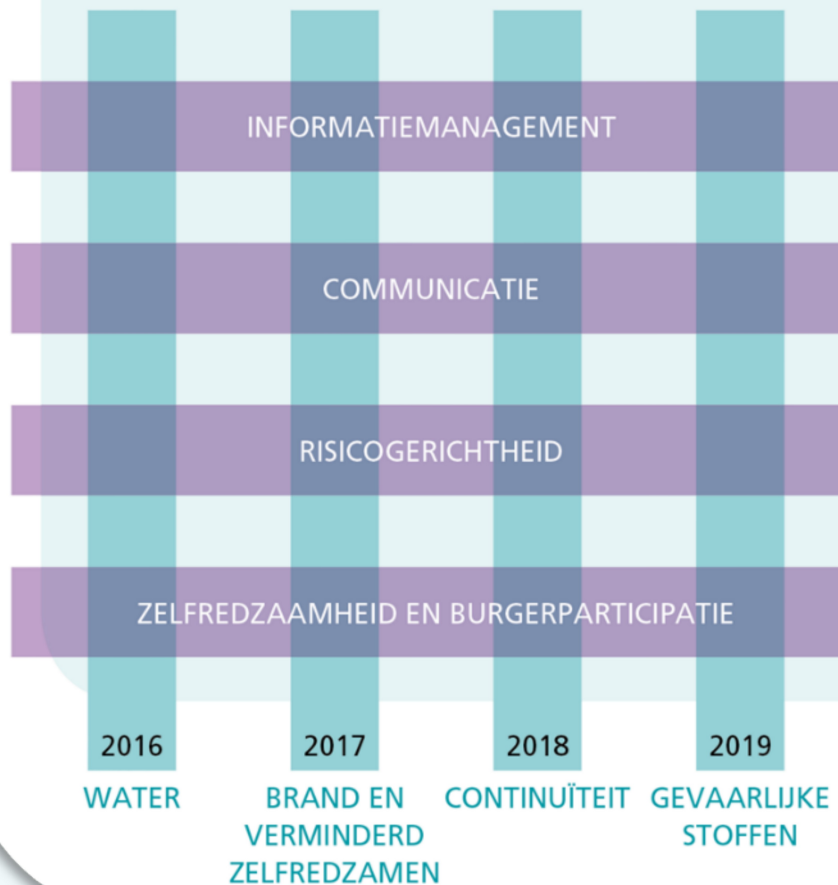 INFORMATIEMANAGEMENT
COMMUNICATIE
RISICOGERICHTHEID
ZELFREDZAAMHEID EN BURGERPARTICIPATIE
2016
2017
2018
2019
WATER
BRAND EN
VERMINDERD
ZELFREDZAMEN
CONTINUÏTEIT
GEVAARLIJKE
STOFFEN